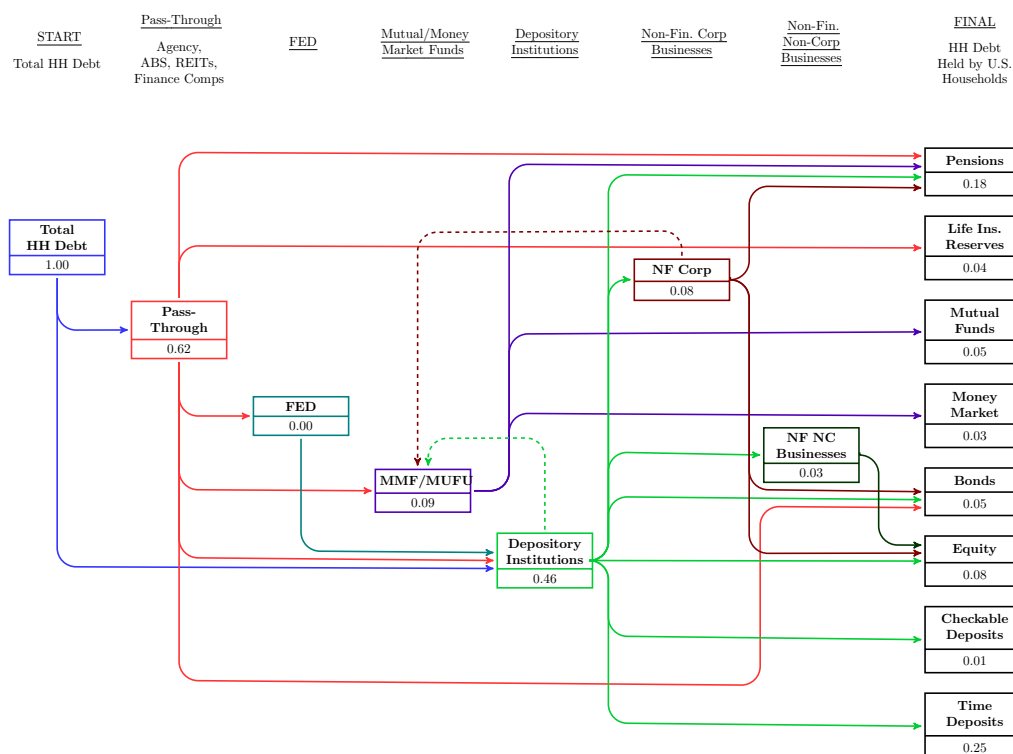 START
Total HH Debt
Pass-Through
Agency,
ABS, REITs,
Finance Comps
FED
Mutual/Money
Market Funds
Depository
Institutions
Non-Fin. Corp
Businesses
Non-Fin.
Non-Corp
Businesses
FINAL
HH Debt
Held by U.S.
Households
Total
HH Debt
1.00
Pass-
Through
0.62
FED
0.00
MMF/MUFU
0.09
Depository
Institutions
0.46
NF Corp
0.08
NF NC
Businesses
0.03
Pensions
0.18
Life Ins.
Reserves
0.04
Mutual
Funds
0.05
Money
Market
0.03
Bonds
0.05
Equity
0.08
Checkable
Deposits
0.01
Time
Deposits
0.25